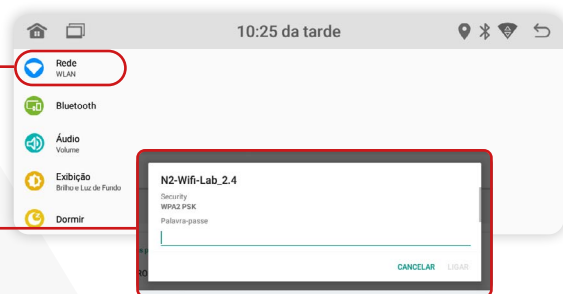 10:25 da tarde
Rede
WLAN
Bluetooth
Áudio
Volume
Exibição
Brilho e Luz de Fundo
Dormir
N2-Wifi-Lab_2.4
Security
WPA2 PSK
Palavra-passe
CANCELAR LIGAR